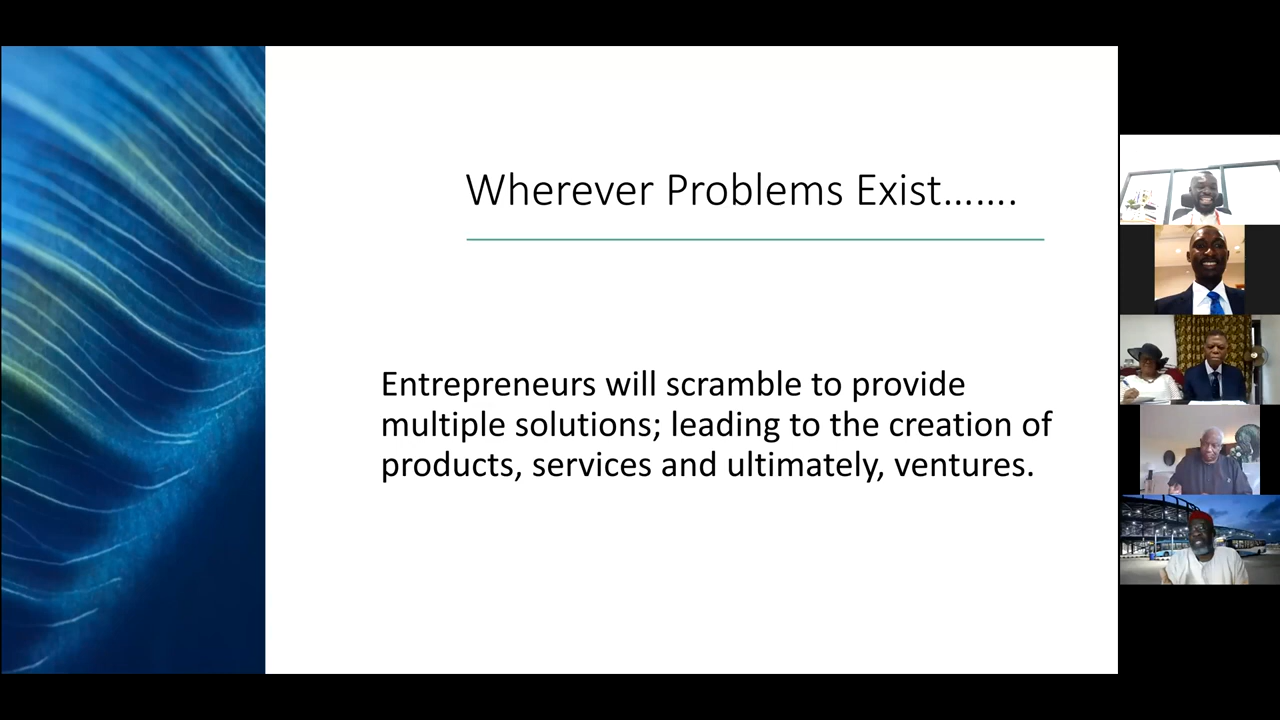 Wherever Problems Exist…….
Entrepreneurs will scramble to provide
multiple solutions; leading to the creation of
products, services and ultimately, ventures.